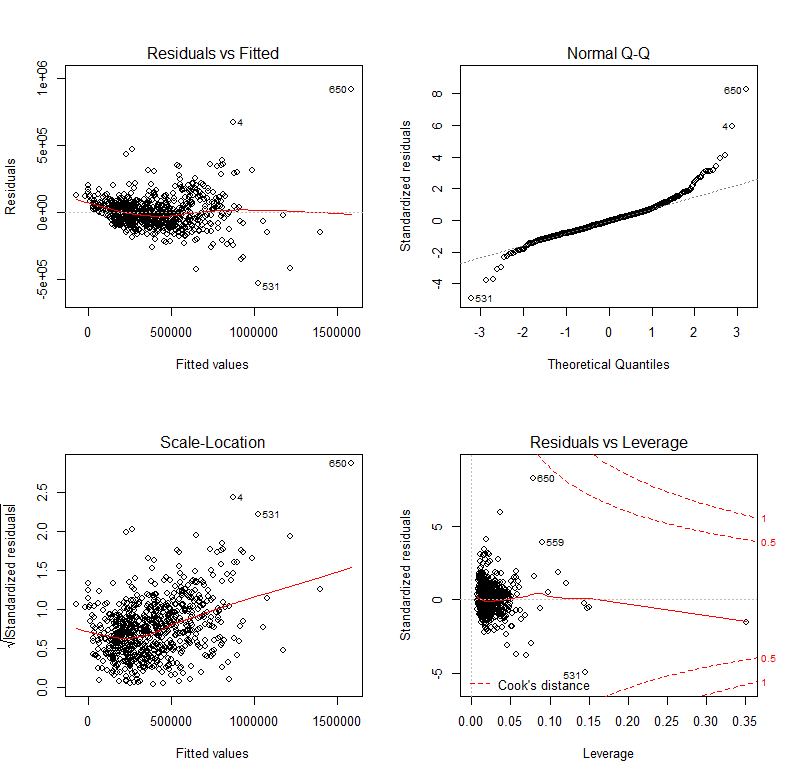 Residuals vs Fitted
Residuals
1e+06
5e+05
0e+00
-5e+05
650
4
531
0 500000 1000000 1500000
Fitted values
Normal Q-Q
Standardized residuals
8
6
4
2
0
-2
-4
650
4
531
-3 -2 -1 0 1 2 3
Theoretical Quantiles
Scale-Location
√|Standardized residuals|
2.5
2.0
1.5
1.0
0.5
0.0
650
4
531
0 500000 1000000 1500000
Fitted values
Residuals vs Leverage
Standardized residuals
5
0
-5
650
559
531
1
0.5
0.5
1
Cook's distance
0.00 0.05 0.10 0.15 0.20 0.25 0.30 0.35
Leverage